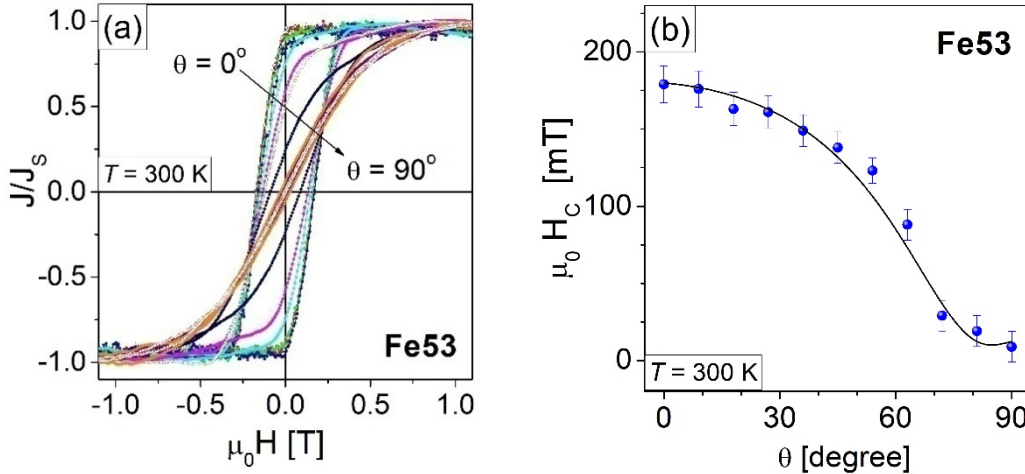 (a)
1.0
0.5
0.0
-0.5
-1.0
J/JS
θ = 0°
θ = 90°
T = 300 K
Fe53
-1.0 -0.5 0.0 0.5 1.0
μ0H [T]
(b)
Fe53
200
100
0
μ0 HC [mT]
T = 300 K
0 30 60 90
θ [degree]